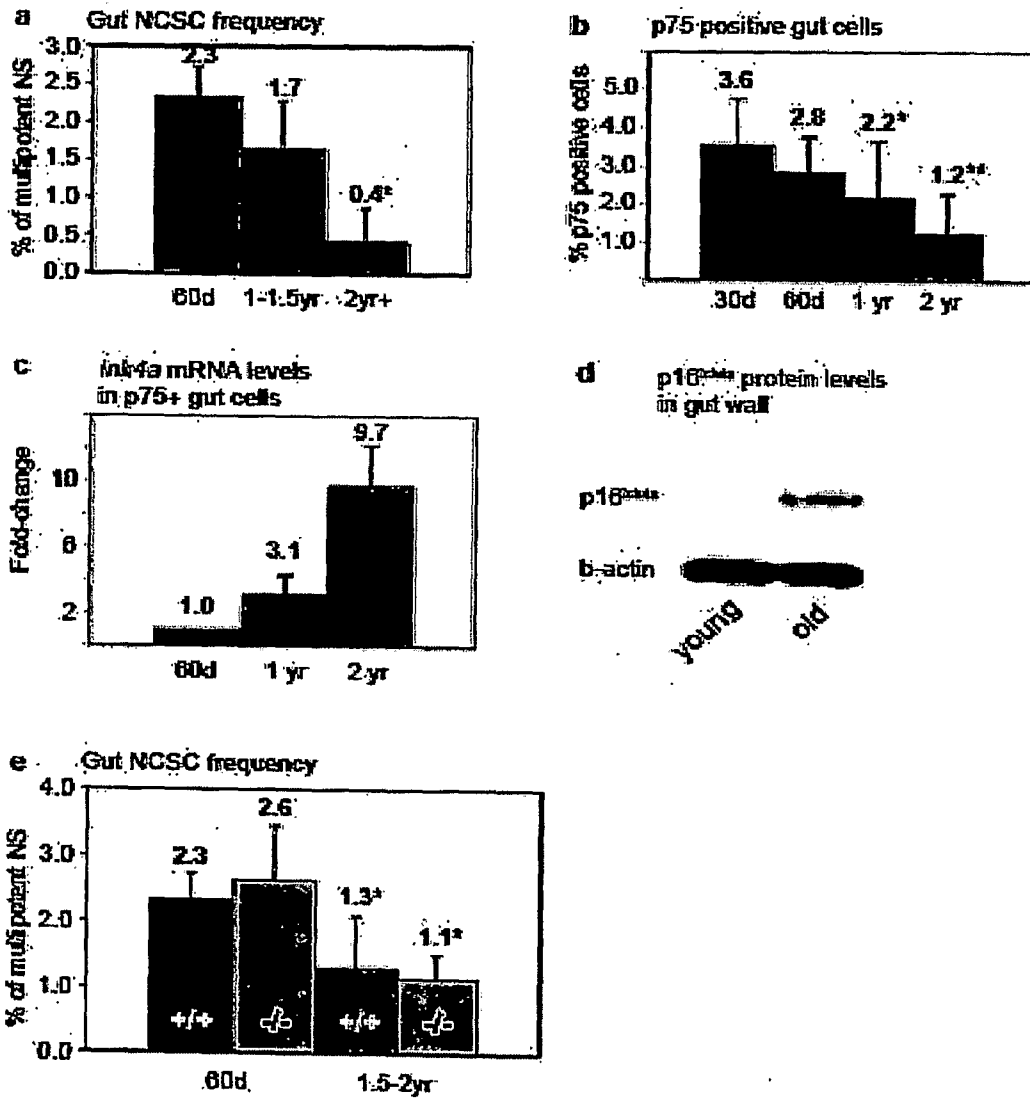 a Gut NCSC frequency
% of multipotent NS
3.0
2.5
2.0
1.5
1.0
0.5
0.0
2.3
1.7
0.4*
60d 1-1.5yr 2yr+
b p75 positive gut cells
% p75 positive cells
5.0
4.0
3.0
2.0
1.0
3.6
2.8
2.2*
1.2**
30d 60d 1 yr 2 yr
c Ink4a mRNA levels
in p75+ gut cells
Fold-change
10
6
2
1.0
3.1
9.7
60d 1 yr 2 yr
d p16 protein levels
in gut wall
p16
b-actin
young old
e Gut NCSC frequency
% of multipotent NS
4.0
3.0
2.0
1.0
0.0
2.3
2.6
1.3*
1.1*
+/+ -/- +/+ -/-
60d 1.5-2yr